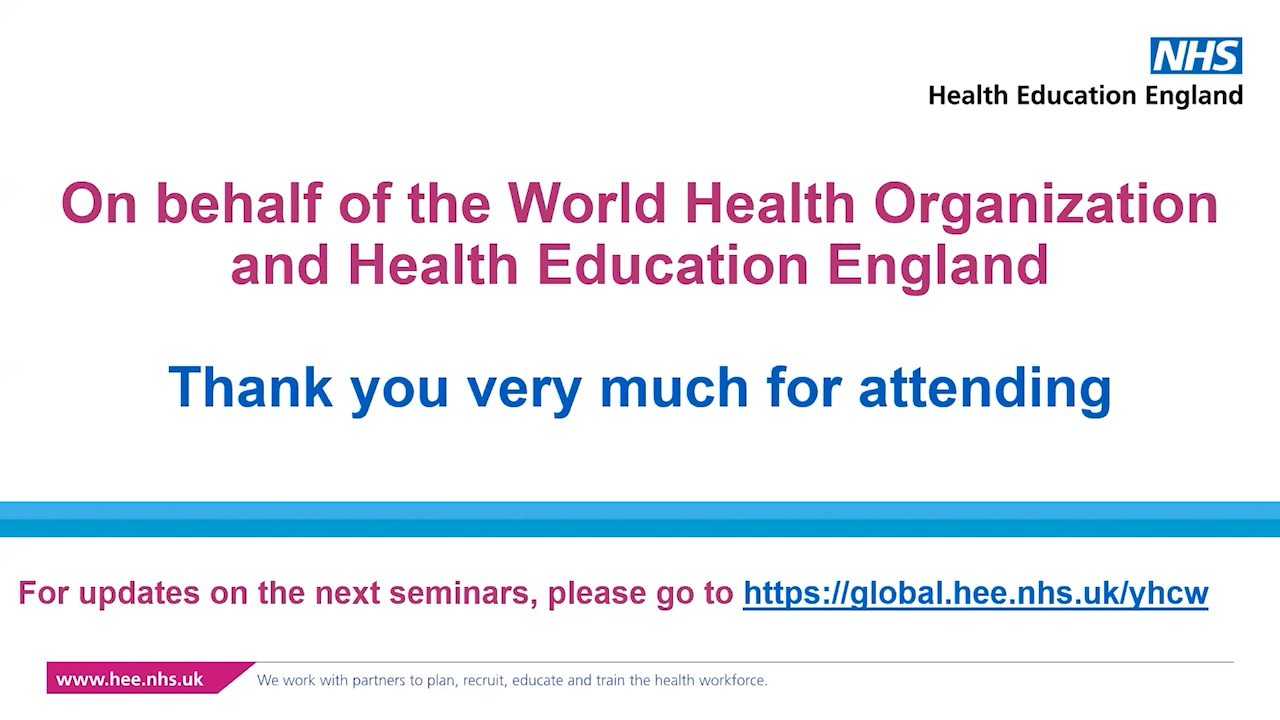 NHS
Health Education England
On behalf of the World Health Organization
and Health Education England
Thank you very much for attending
For updates on the next seminars, please go to https://global.hee.nhs.uk/yhcw
www.hee.nhs.uk
We work with partners to plan, recruit, educate and train the health workforce.